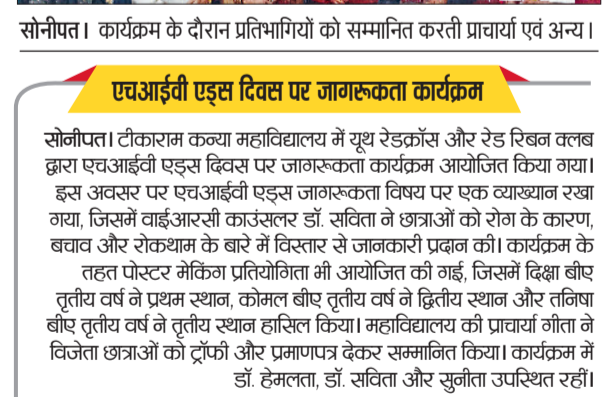 सोनीपत। कार्यक्रम के दौरान प्रतिभागियों को सम्मानित करती प्राचार्या एवं अन्य।
एचआईवी एड्स दिवस पर जागरूकता कार्यक्रम
सोनीपत। टीकाराम कन्या महाविद्यालय में यूथ रेडक्रॉस और रेड रिबन क्लब
द्वारा एचआईवी एड्स दिवस पर जागरूकता कार्यक्रम आयोजित किया गया।
इस अवसर पर एचआईवी एड्स जागरूकता विषय पर एक व्याख्यान रखा
गया, जिसमें वाईआरसी काउंसलर डॉ. सविता ने छात्राओं को रोग के कारण,
बचाव और रोकथाम के बारे में विस्तार से जानकारी प्रदान की। कार्यक्रम के
तहत पोस्टर मेकिंग प्रतियोगिता भी आयोजित की गई, जिसमें दिक्षा बीए
तृतीय वर्ष ने प्रथम स्थान, कोमल बीए तृतीय वर्ष ने द्वितीय स्थान और तनिषा
बीए तृतीय वर्ष ने तृतीय स्थान हासिल किया। महाविद्यालय की प्राचार्या गीता ने
विजेता छात्राओं को ट्रॉफी और प्रमाणपत्र देकर सम्मानित किया। कार्यक्रम में
डॉ. हेमलता, डॉ. सविता और सुनीता उपस्थित रहीं।